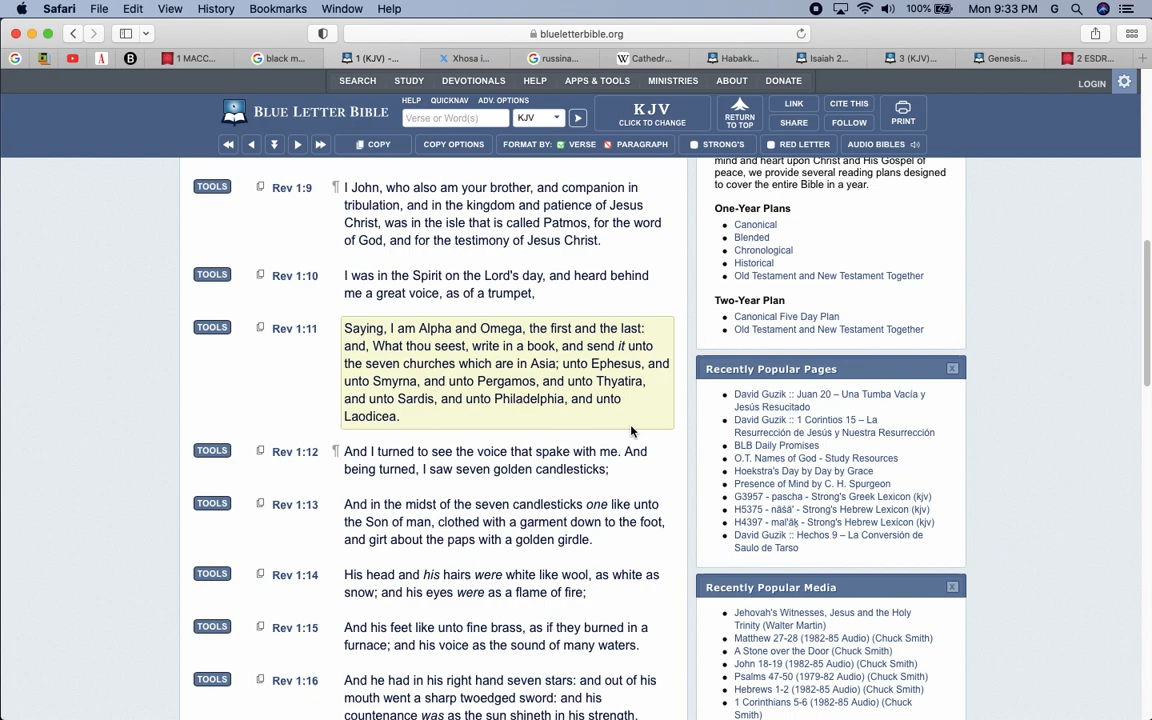 Safari File Edit View History Bookmarks Window Help 100% Mon 9:33 PM G
blueletterbible.org
1 MACC... black m... 1 (KJV) -... Xhosa i... russina... Cathedr... Habakk... Isaiah 2... 3 (KJV)... Genesis... 2 ESDR...
SEARCH STUDY DEVOTIONALS HELP APPS & TOOLS MINISTRIES ABOUT DONATE LOGIN
BLUE LETTER BIBLE
HELP QUICKNAV ADV. OPTIONS
Verse or Word(s) KJV
KJV
CLICK TO CHANGE
RETURN
TO TOP
LINK CITE THIS
SHARE FOLLOW
PRINT
COPY COPY OPTIONS FORMAT BY: VERSE PARAGRAPH STRONG'S RED LETTER AUDIO BIBLES
TOOLS Rev 1:9 ¶ I John, who also am your brother, and companion in
tribulation, and in the kingdom and patience of Jesus
Christ, was in the isle that is called Patmos, for the word
of God, and for the testimony of Jesus Christ.
TOOLS Rev 1:10 I was in the Spirit on the Lord's day, and heard behind
me a great voice, as of a trumpet,
TOOLS Rev 1:11 Saying, I am Alpha and Omega, the first and the last:
and, What thou seest, write in a book, and send it unto
the seven churches which are in Asia; unto Ephesus, and
unto Smyrna, and unto Pergamos, and unto Thyatira,
and unto Sardis, and unto Philadelphia, and unto
Laodicea.
TOOLS Rev 1:12 ¶ And I turned to see the voice that spake with me. And
being turned, I saw seven golden candlesticks;
TOOLS Rev 1:13 And in the midst of the seven candlesticks one like unto
the Son of man, clothed with a garment down to the foot,
and girt about the paps with a golden girdle.
TOOLS Rev 1:14 His head and his hairs were white like wool, as white as
snow; and his eyes were as a flame of fire;
TOOLS Rev 1:15 And his feet like unto fine brass, as if they burned in a
furnace; and his voice as the sound of many waters.
TOOLS Rev 1:16 And he had in his right hand seven stars: and out of his
mouth went a sharp twoedged sword: and his
countenance was as the sun shineth in his strength.
mind and heart upon Christ and His Gospel of
peace, we provide several reading plans designed
to cover the entire Bible in a year.
One-Year Plans
Canonical
Blended
Chronological
Historical
Old Testament and New Testament Together
Two-Year Plan
Canonical Five Day Plan
Old Testament and New Testament Together
Recently Popular Pages
David Guzik :: Juan 20 – Una Tumba Vacía y
Jesús Resucitado
David Guzik :: 1 Corintios 15 – La
Resurrección de Jesús y Nuestra Resurrección
BLB Daily Promises
O.T. Names of God - Study Resources
Hoekstra's Day by Day by Grace
Presence of Mind by C. H. Spurgeon
G3957 - pascha - Strong's Greek Lexicon (kjv)
H5375 - nāśā' - Strong's Hebrew Lexicon (kjv)
H4397 - mal'āḵ - Strong's Hebrew Lexicon (kjv)
David Guzik :: Hechos 9 – La Conversión de
Saulo de Tarso
Recently Popular Media
Jehovah's Witnesses, Jesus and the Holy
Trinity (Walter Martin)
Matthew 27-28 (1982-85 Audio) (Chuck Smith)
A Stone over the Door (Chuck Smith)
John 18-19 (1982-85 Audio) (Chuck Smith)
Psalms 47-50 (1979-82 Audio) (Chuck Smith)
Hebrews 1-2 (1982-85 Audio) (Chuck Smith)
1 Corinthians 5-6 (1982-85 Audio) (Chuck
Smith)